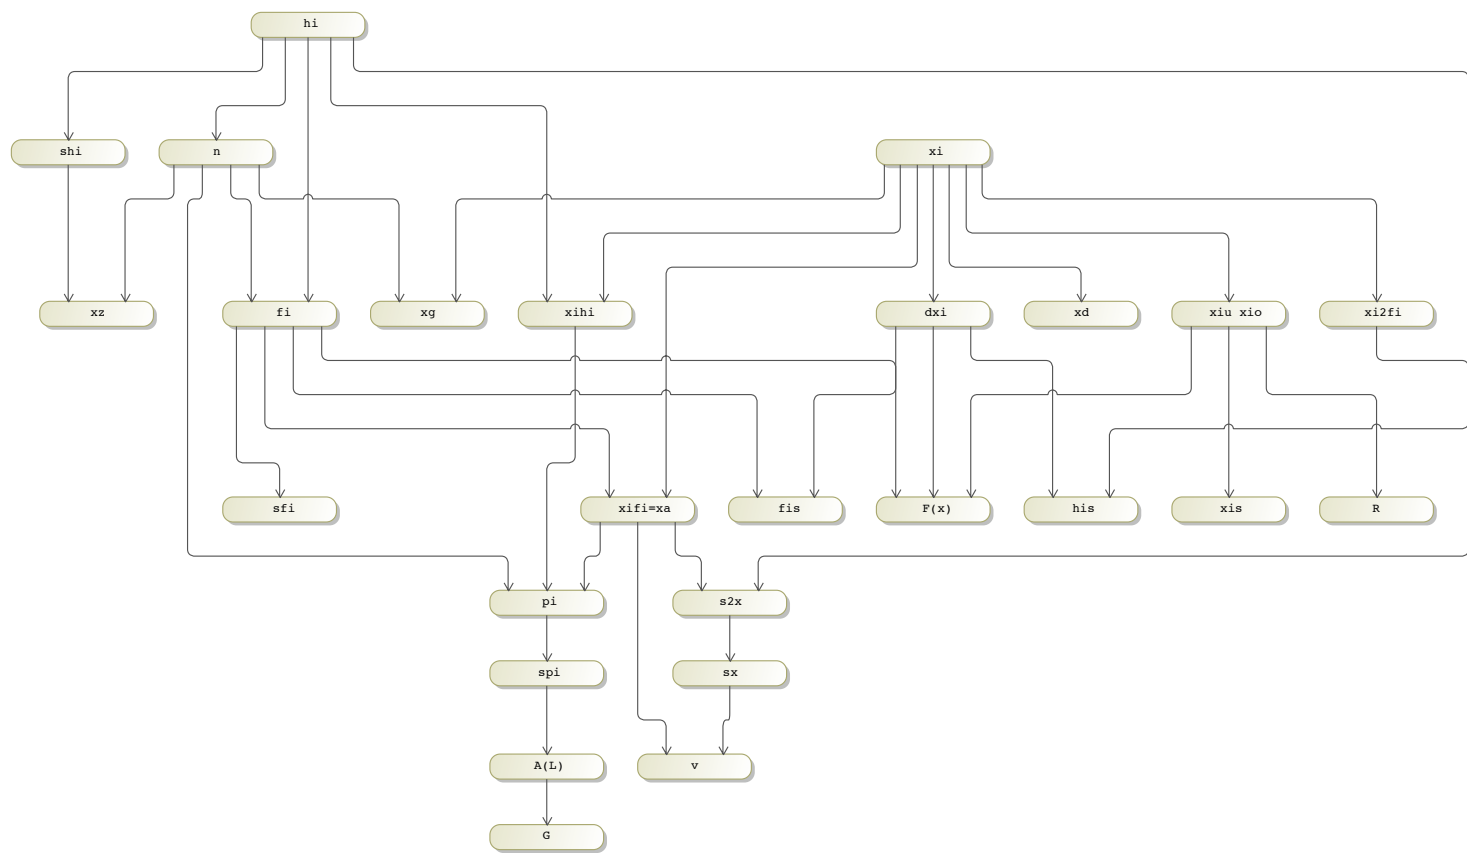 hi
shi
n
xi
xz
fi
xg
xihi
dxi
xd
xiu xio
xi2fi
sfi
xifi=xa
fis
F(x)
his
xis
R
pi
s2x
spi
sx
A(L)
v
G